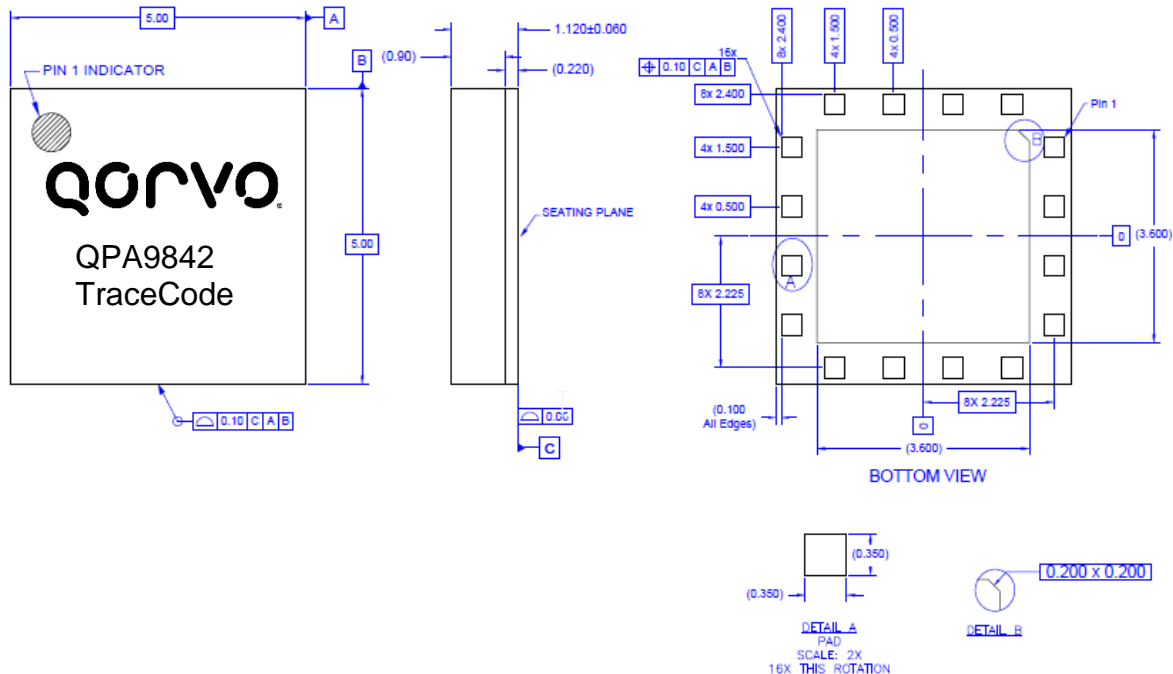 5.00
A
PIN 1 INDICATOR
B
QORVO
QPA9842
TraceCode
5.00
0.10 C A B
1.120±0.060
(0.90)
(0.220)
SEATING PLANE
C
16x
0.10 C A B
8x 2.400
4x 1.500
4x 0.500
8x 2.400
4x 1.500
4x 0.500
Pin 1
B
0
(3.600)
A
8X 2.225
8X 2.225
(0.100
All Edges)
0
(3.600)
BOTTOM VIEW
(0.350)
(0.350)
DETAIL A
PAD
SCALE: 2X
16X THIS ROTATION
0.200 x 0.200
DETAIL B